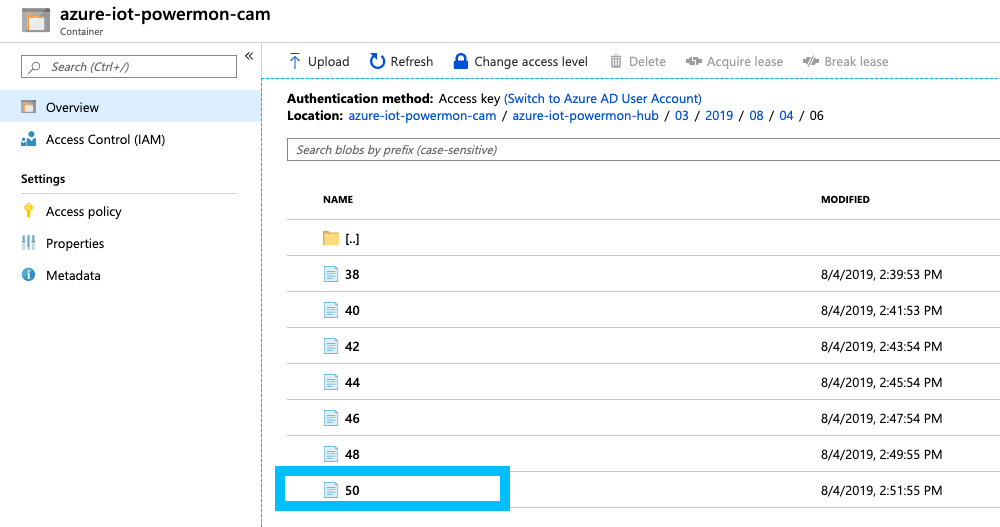 azure-iot-powermon-cam
Container
Search (Ctrl+/)
«
Overview
Access Control (IAM)
Settings
Access policy
Properties
Metadata
Upload Refresh Change access level Delete Acquire lease Break lease
Authentication method: Access key (Switch to Azure AD User Account)
Location: azure-iot-powermon-cam / azure-iot-powermon-hub / 03 / 2019 / 08 / 04 / 06
Search blobs by prefix (case-sensitive)
NAME MODIFIED
[..]
38 8/4/2019, 2:39:53 PM
40 8/4/2019, 2:41:53 PM
42 8/4/2019, 2:43:54 PM
44 8/4/2019, 2:45:54 PM
46 8/4/2019, 2:47:54 PM
48 8/4/2019, 2:49:55 PM
50 8/4/2019, 2:51:55 PM